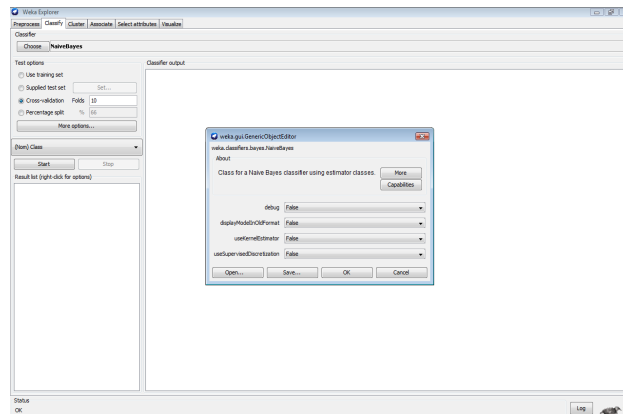 Weka Explorer
Preprocess Classify Cluster Associate Select attributes Visualize
Classifier
Choose NaiveBayes
Test options
Use training set
Supplied test set Set...
Cross-validation Folds 10
Percentage split % 66
More options...
(Nom) Class
Start Stop
Result list (right-click for options)
Classifier output
weka.gui.GenericObjectEditor
weka.classifiers.bayes.NaiveBayes
About
Class for a Naive Bayes classifier using estimator classes.
More
Capabilities
debug False
displayModelInOldFormat False
useKernelEstimator False
useSupervisedDiscretization False
Open... Save... OK Cancel
Status
OK
Log